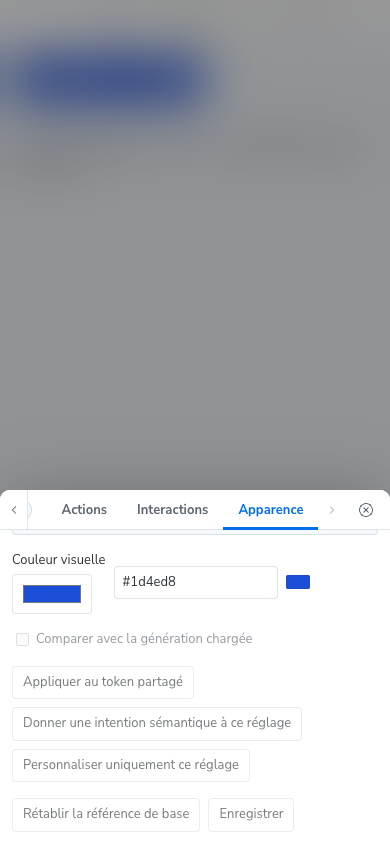 Actions Interactions Apparence
Couleur visuelle
#1d4ed8
Comparer avec la génération chargée
Appliquer au token partagé
Donner une intention sémantique à ce réglage
Personnaliser uniquement ce réglage
Rétablir la référence de base Enregistrer